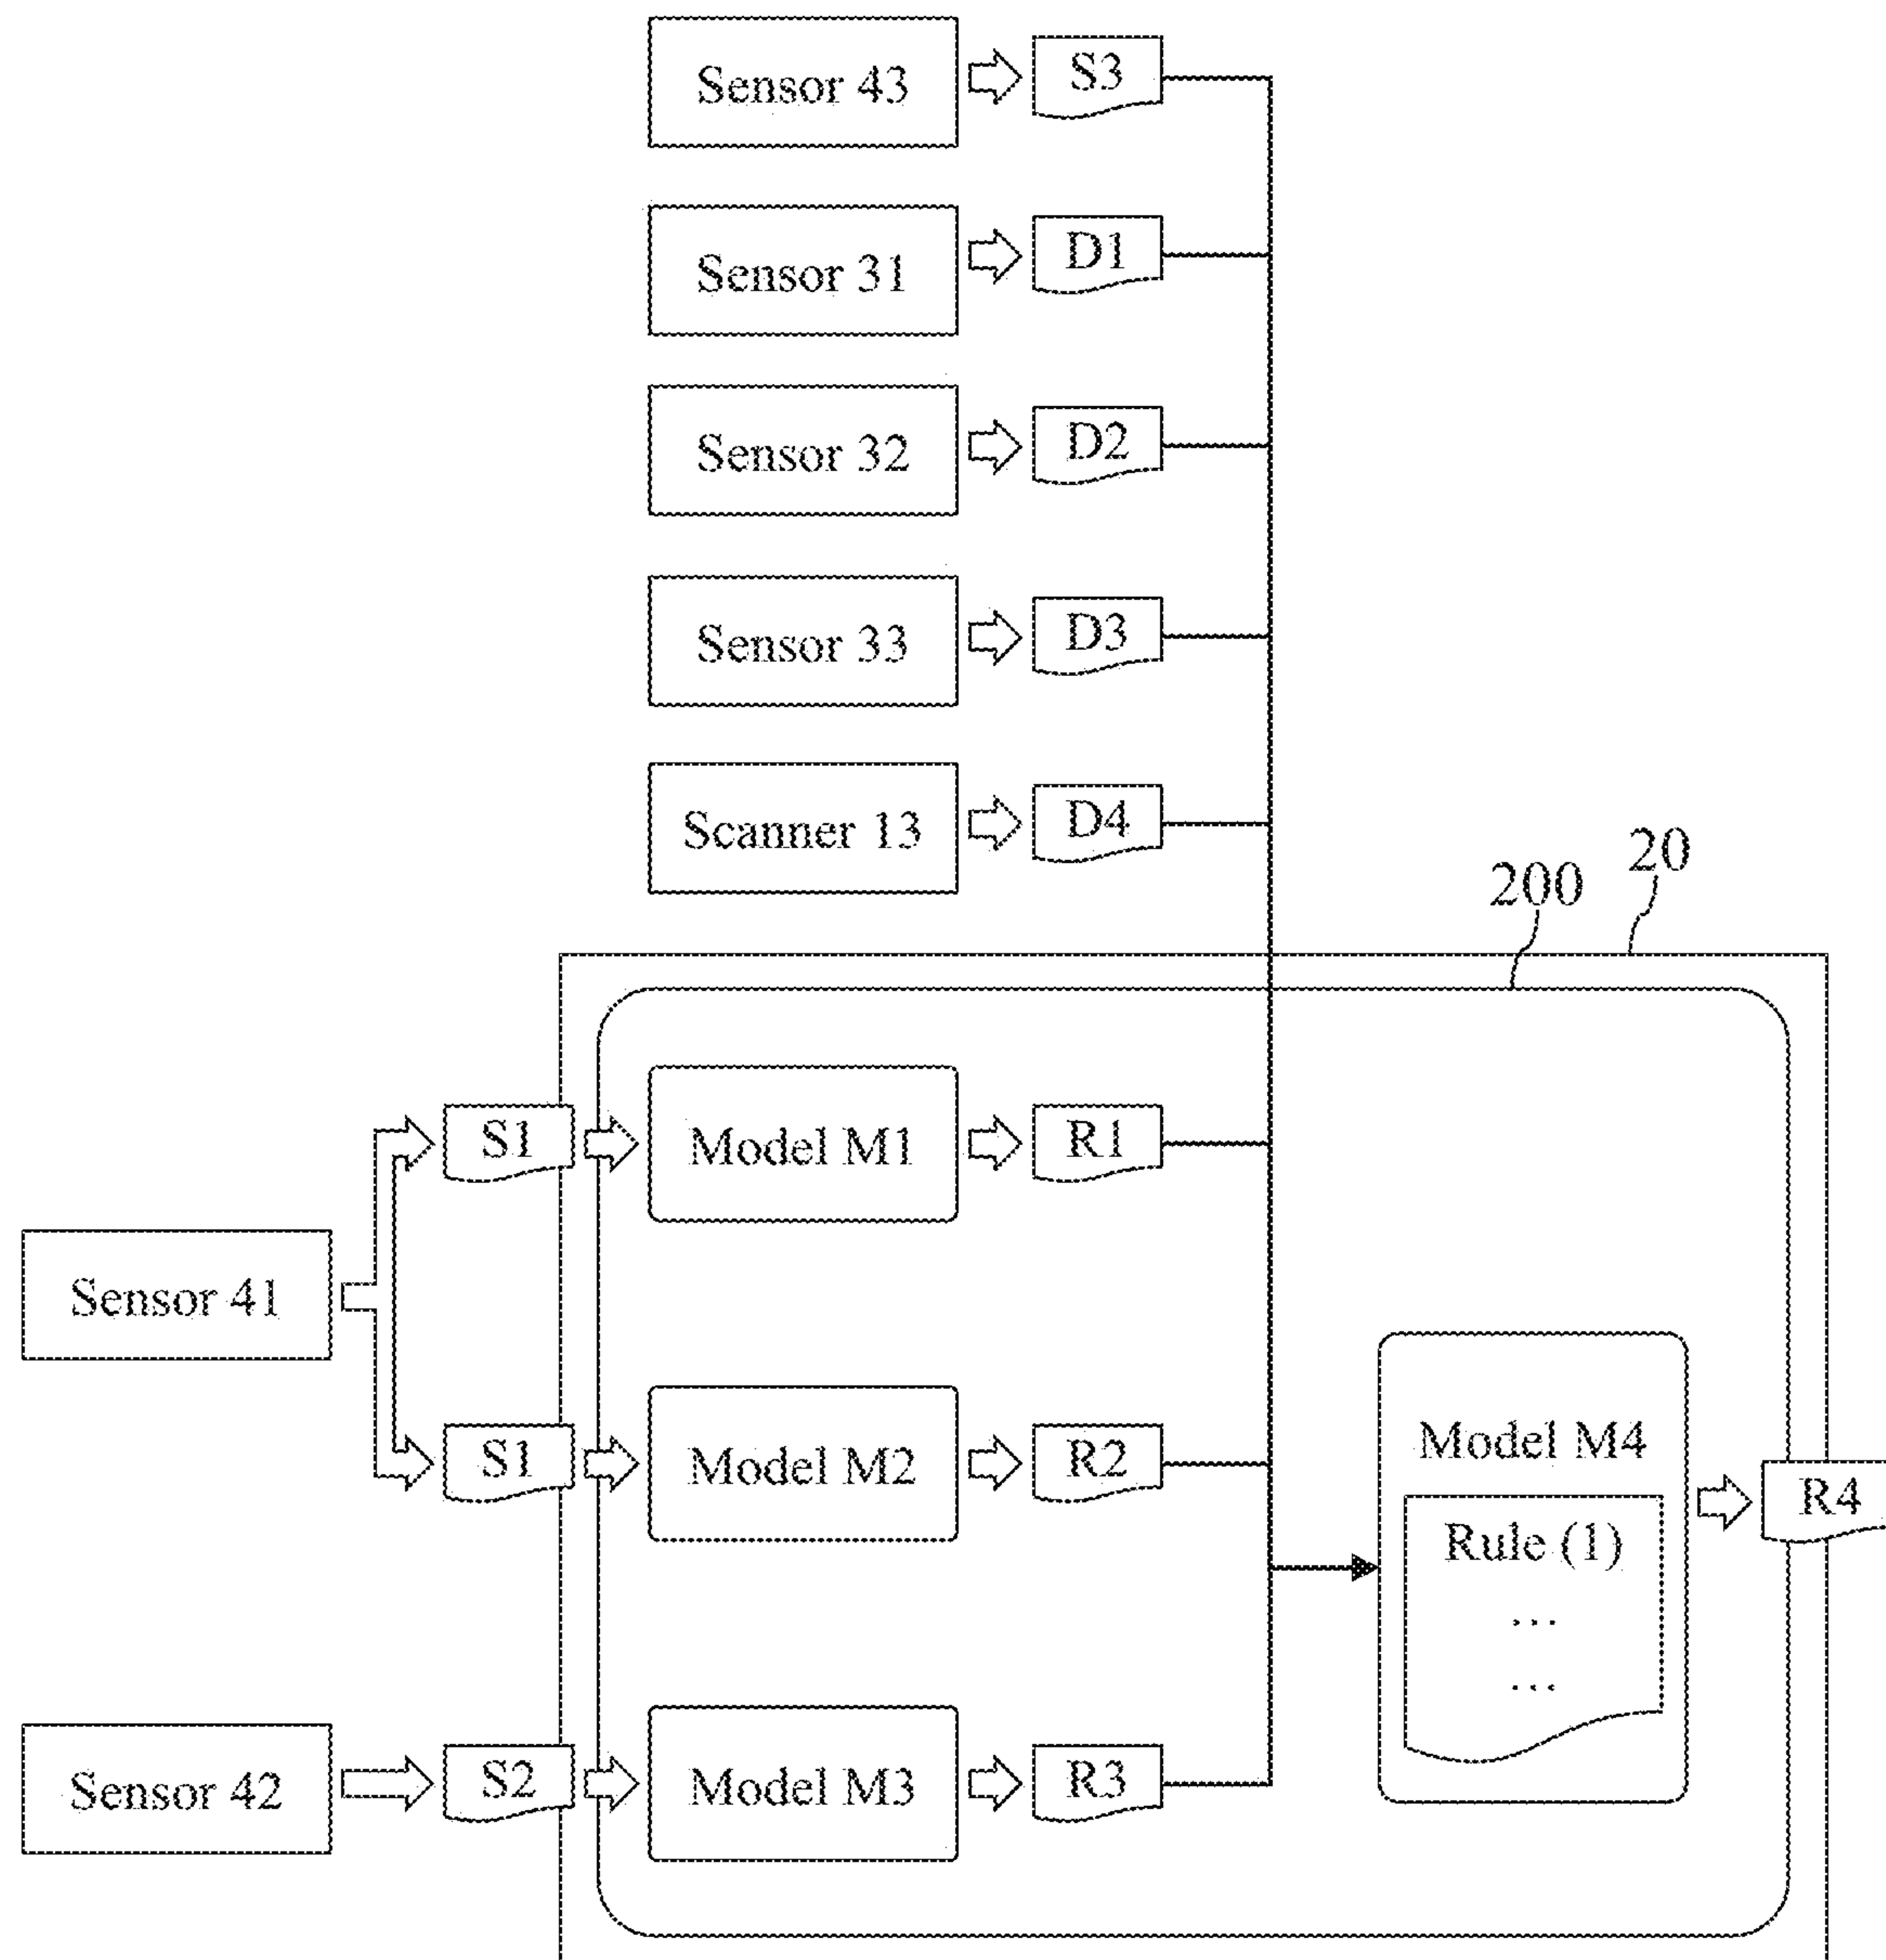 Sensor 43
S3
Sensor 31
D1
Sensor 32
D2
Sensor 33
D3
Scanner 13
D4
20
200
S1
Model M1
R1
Sensor 41
S1
Model M2
R2
Model M4
Rule (1)
...
...
R4
Sensor 42
S2
Model M3
R3